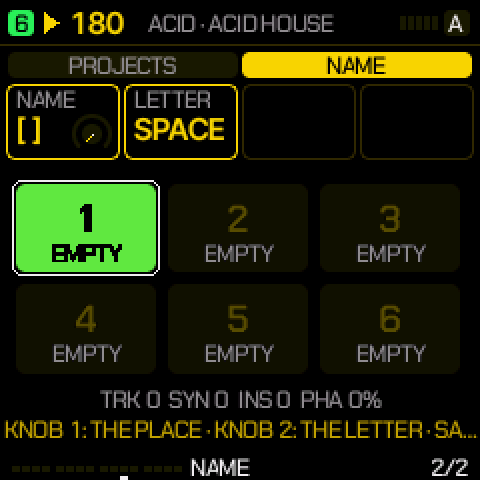 6 180 ACID · ACID HOUSE A
PROJECTS NAME
NAME LETTER
[ ] SPACE
1 2 3
EMPTY EMPTY EMPTY
4 5 6
EMPTY EMPTY EMPTY
TRK 0 SYN 0 INS 0 PHA 0%
KNOB 1: THE PLACE · KNOB 2: THE LETTER · SA...
NAME 2/2